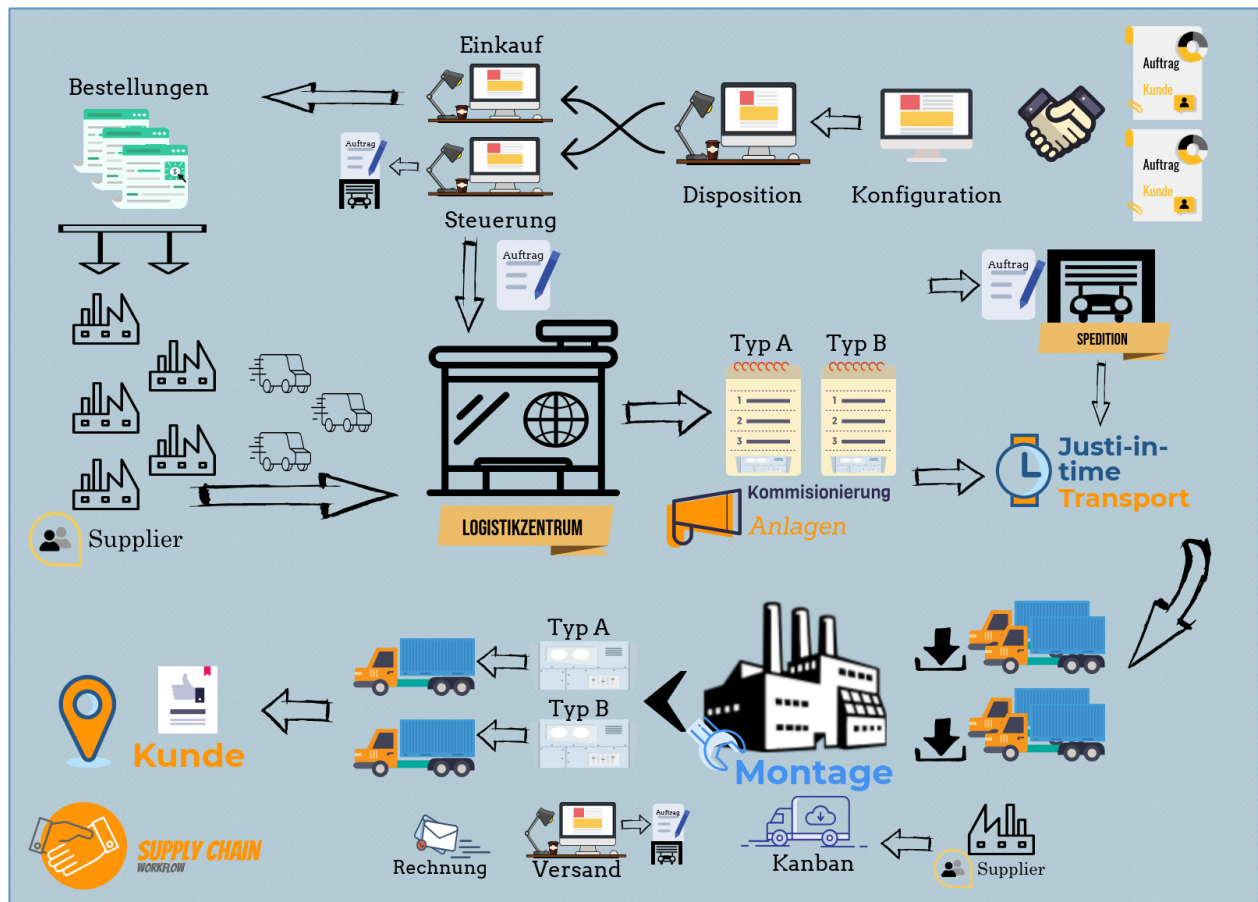 Einkauf
Bestellungen
Auftrag
Steuerung
Auftrag
Disposition
Konfiguration
Auftrag
Kunde
Auftrag
Kunde
Auftrag
SPEDITION
Typ A
Typ B
1
2
3
1
2
3
Kommisionierung
Anlagen
Justi-in-
time
Transport
LOGISTIKZENTRUM
Supplier
Typ A
Typ B
Montage
Kunde
SUPPLY CHAIN
WORKFLOW
Rechnung
Versand
Auftrag
Kanban
Supplier